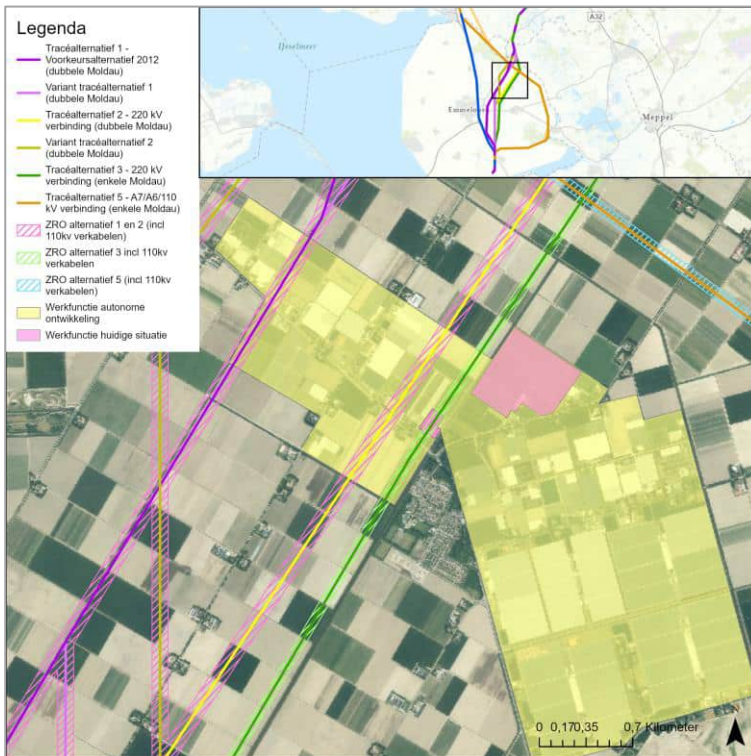 Legenda
Tracéalternatief 1 -
Voorkeursalternatief 2012
(dubbele Moldau)
Variant tracéalternatief 1
(dubbele Moldau)
Tracéalternatief 2 - 220 kV
verbinding (dubbele Moldau)
Variant tracéalternatief 2
(dubbele Moldau)
Tracéalternatief 3 - 220 kV
verbinding (enkele Moldau)
Tracéalternatief 5 - A7/A6/110
kV verbinding (enkele Moldau)
ZRO alternatief 1 en 2 (incl
110kv verkabelen)
ZRO alternatief 3 incl 110kv
verkabelen
ZRO alternatief 5 (incl 110kv
verkabelen)
Werkfunctie autonome
ontwikkeling
Werkfunctie huidige situatie
IJsselmeer
A32
Emmeloord
Meppel
0 0,170,35 0,7 Kilometer